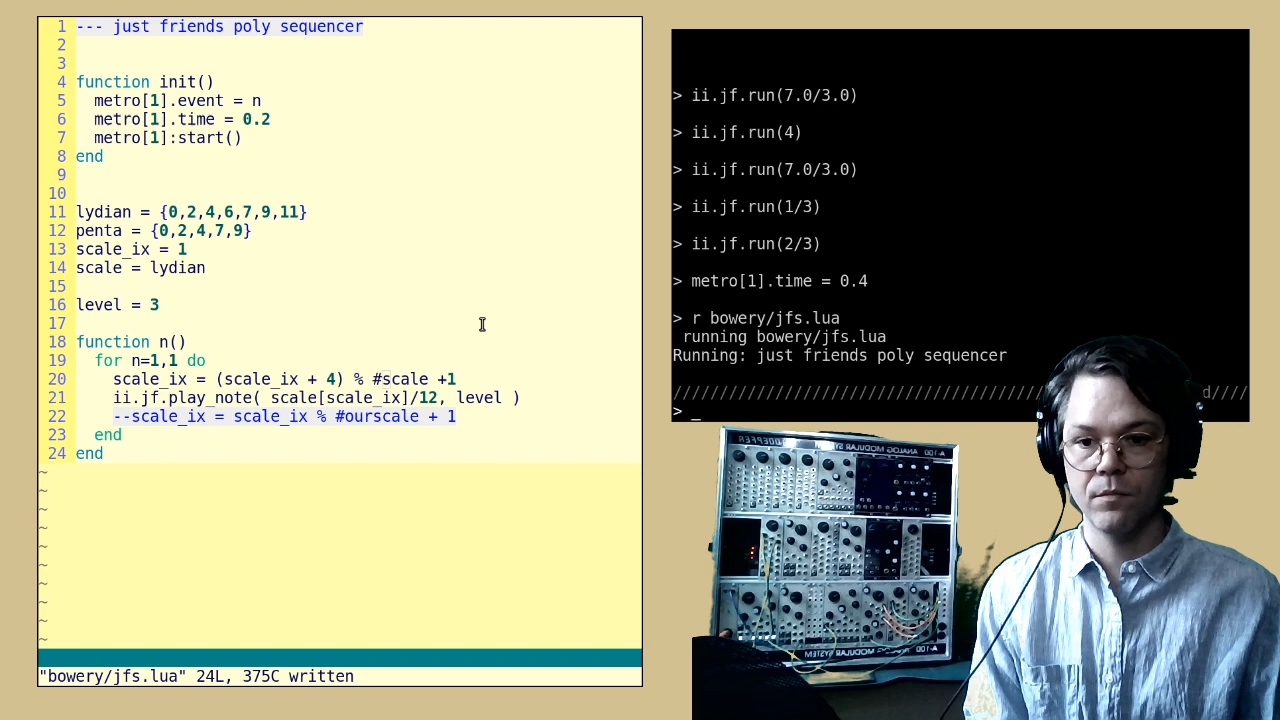 1 --- just friends poly sequencer
2
3
4 function init()
5   metro[1].event = n
6   metro[1].time = 0.2
7   metro[1]:start()
8 end
9
10
11 lydian = {0,2,4,6,7,9,11}
12 penta = {0,2,4,7,9}
13 scale_ix = 1
14 scale = lydian
15
16 level = 3
17
18 function n()
19   for n=1,1 do
20     scale_ix = (scale_ix + 4) % #scale +1
21     ii.jf.play_note( scale[scale_ix]/12, level )
22     --scale_ix = scale_ix % #ourscale + 1
23   end
24 end
~
~
~
~
~
~
~
~
~
~
"bowery/jfs.lua" 24L, 375C written
> ii.jf.run(7.0/3.0)
> ii.jf.run(4)
> ii.jf.run(7.0/3.0)
> ii.jf.run(1/3)
> ii.jf.run(2/3)
> metro[1].time = 0.4
> r bowery/jfs.lua
 running bowery/jfs.lua
Running: just friends poly sequencer
> _
DOEPFER
ANALOG MODULAR SYSTEM
A-100
A-100
MODULAR SYSTEM